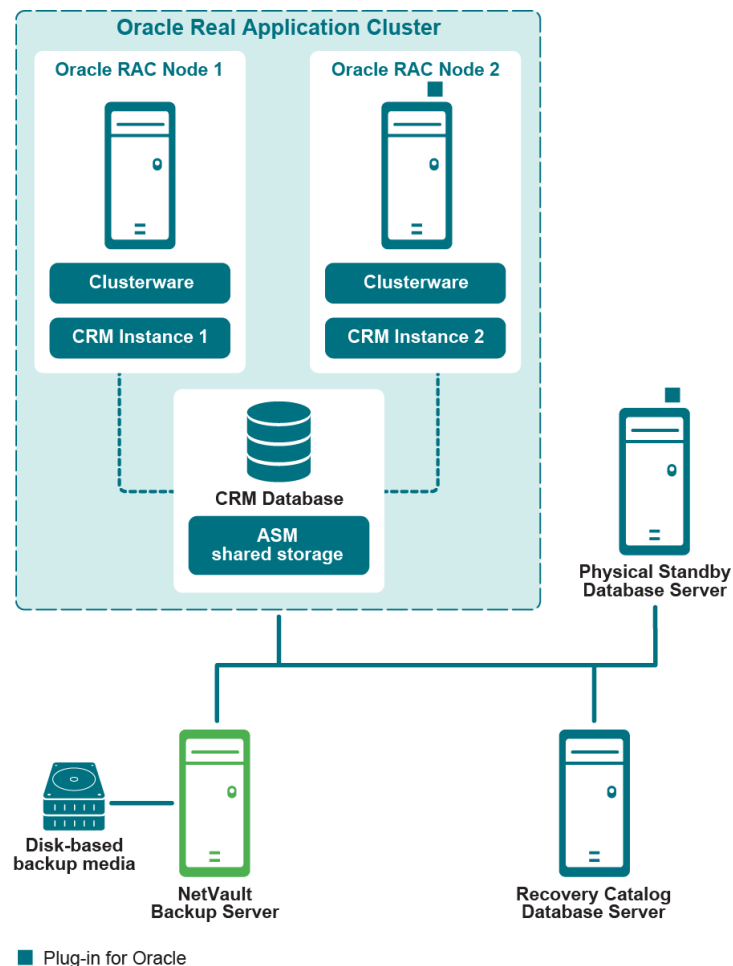 Oracle Real Application Cluster
Oracle RAC Node 1
Oracle RAC Node 2
Clusterware
Clusterware
CRM Instance 1
CRM Instance 2
CRM Database
ASM
shared storage
Physical Standby
Database Server
Disk-based
backup media
NetVault
Backup Server
Recovery Catalog
Database Server
Plug-in for Oracle